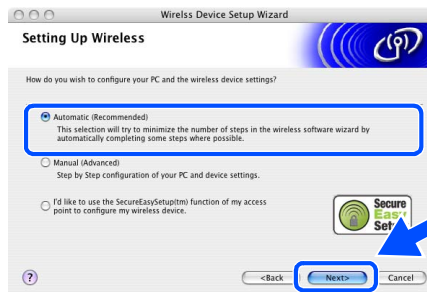 Wirelss Device Setup Wizard
Setting Up Wireless
How do you wish to configure your PC and the wireless device settings?
Automatic (Recommended)
This selection will try to minimize the number of steps in the wireless software wizard by
automatically completing some steps where possible.
Manual (Advanced)
Step by Step configuration of your PC and device settings.
I'd like to use the SecureEasySetup(tm) function of my access
point to configure my wireless device.
Secure
Easy
Setup
?
<Back
Next>
Cancel